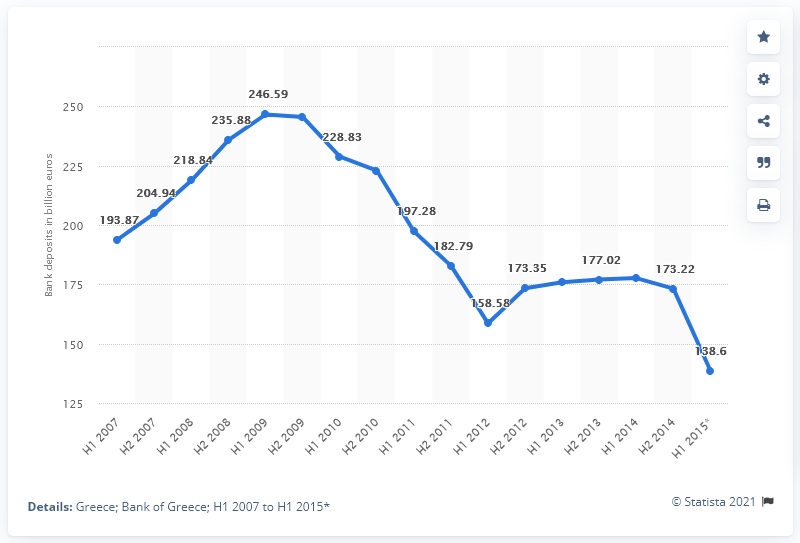 246.59
235.88
228.83
218.84
204.94
193.87
197.28
182.79
158.58
173.35
177.02
173.22
138.6
Bank deposits in billion euros
250
225
200
175
150
125
H1 2007
H2 2007
H1 2008
H2 2008
H1 2009
H2 2009
H1 2010
H2 2010
H1 2011
H2 2011
H1 2012
H2 2012
H1 2013
H2 2013
H1 2014
H2 2014
H1 2015*
Details: Greece; Bank of Greece; H1 2007 to H1 2015*
© Statista 2021